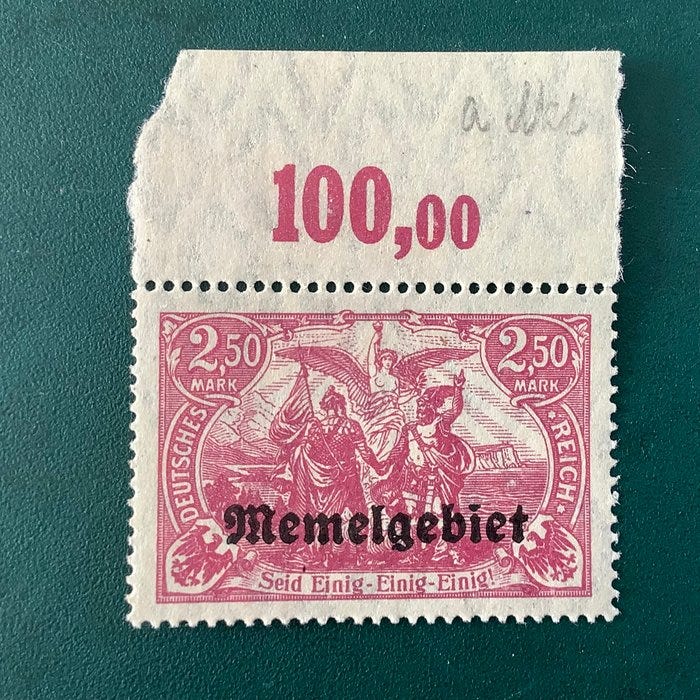 100,00
2,50 2,50
MARK MARK
DEUTSCHES REICH
Memelgebiet
Seid Einig-Einig-Einig!